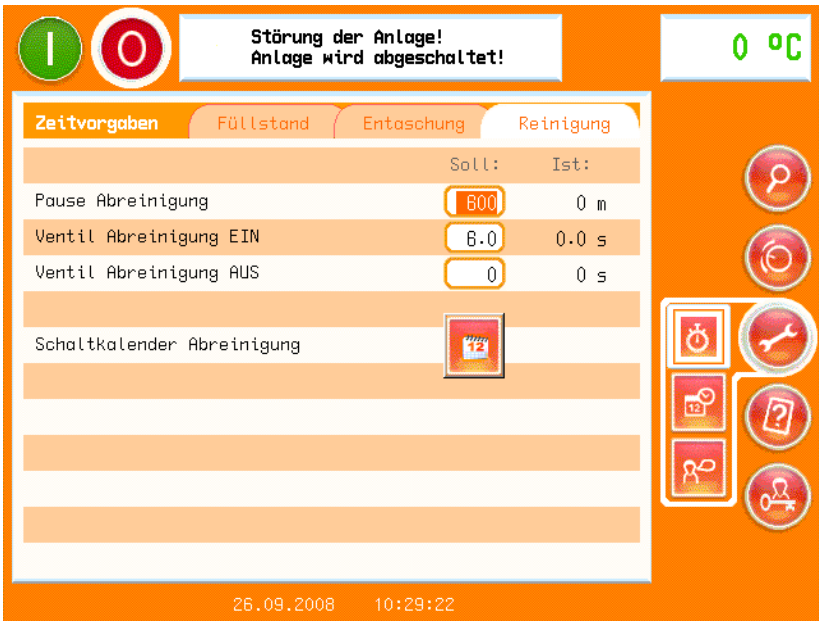 I O
Störung der Anlage!
Anlage wird abgeschaltet!
0 °C
Zeitvorgaben Füllstand Entaschung Reinigung
Soll: Ist:
Pause Abreinigung 600 0 m
Ventil Abreinigung EIN 6.0 0.0 s
Ventil Abreinigung AUS 0 0 s
Schaltkalender Abreinigung 12
12
?
26.09.2008 10:29:22